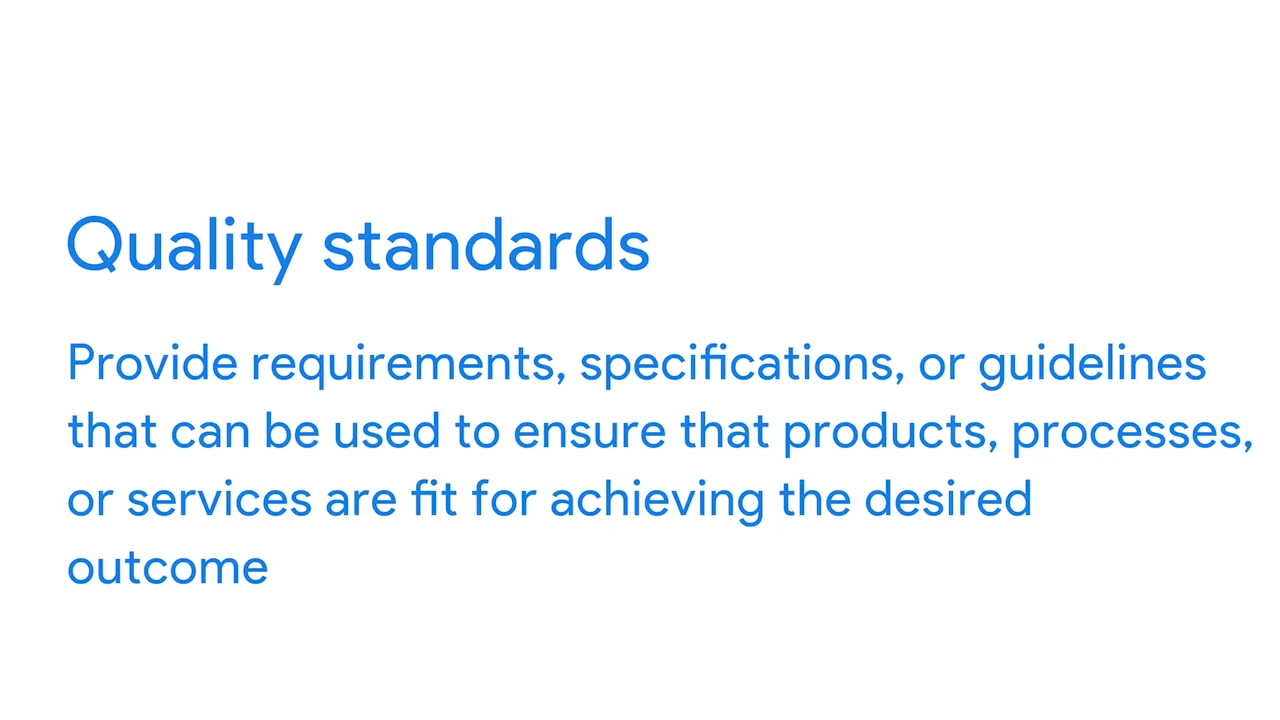 Quality standards
Provide requirements, specifications, or guidelines
that can be used to ensure that products, processes,
or services are fit for achieving the desired
outcome